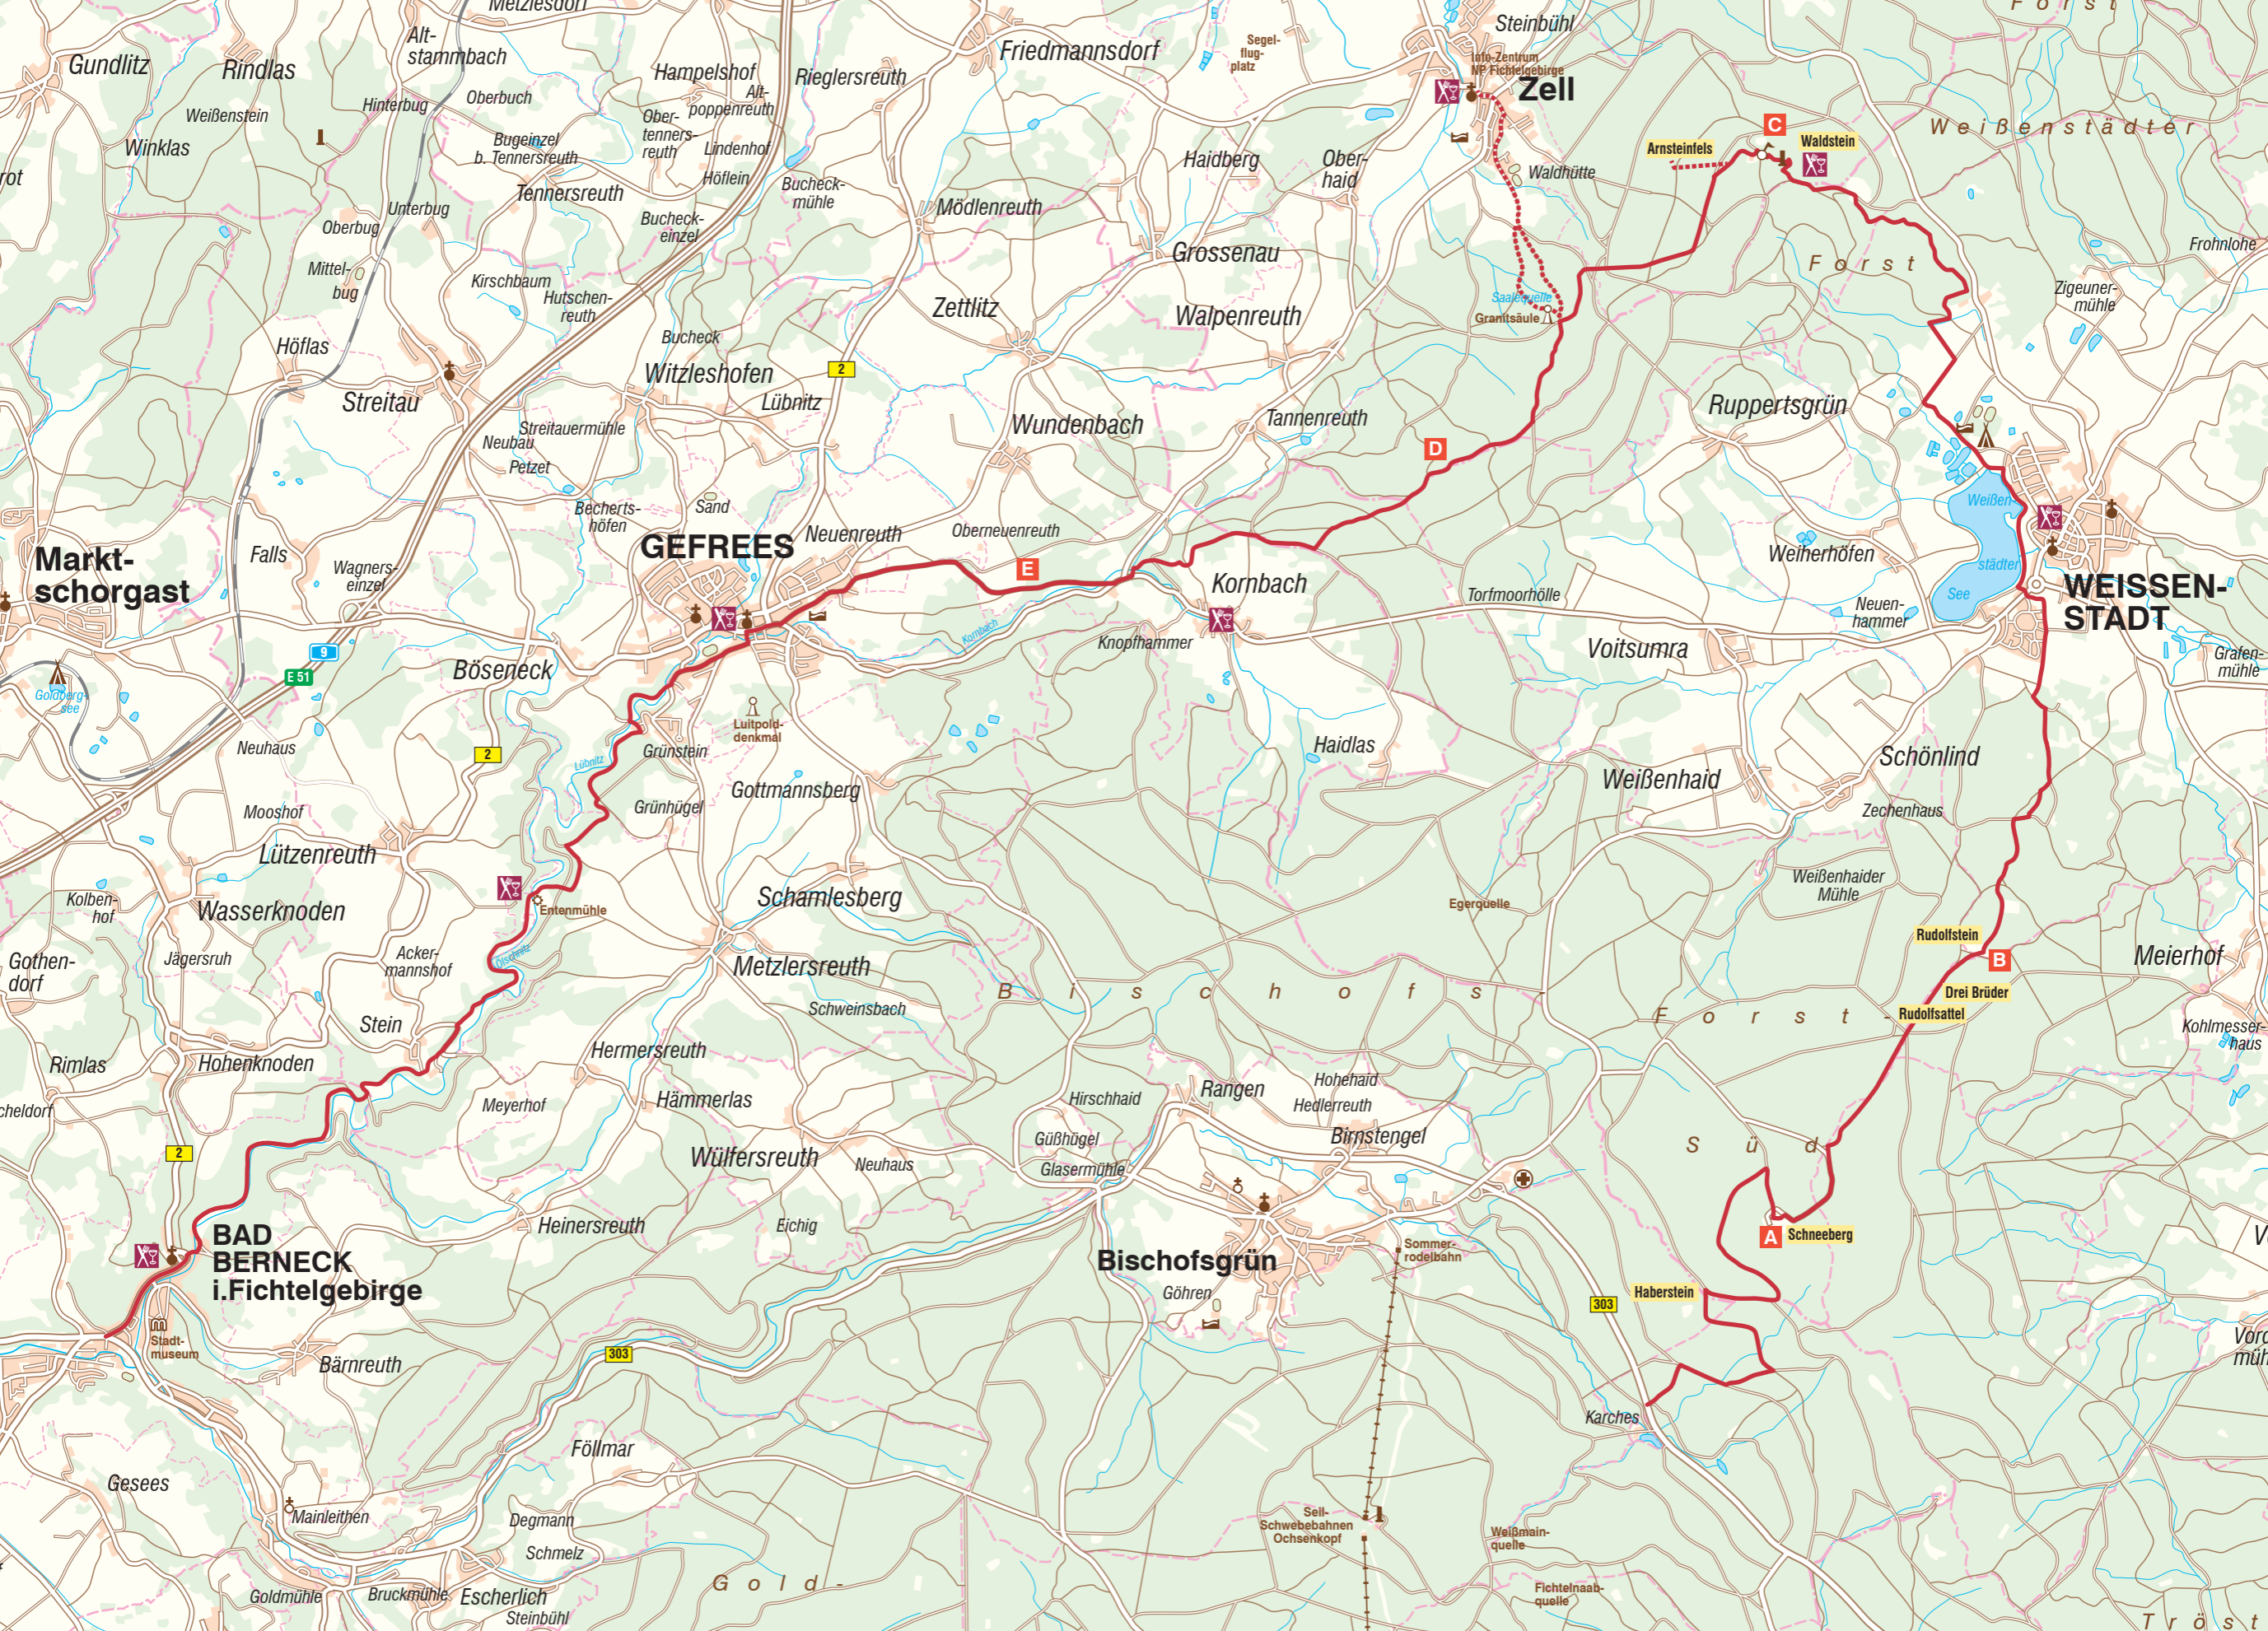 Metzlesdorf
Forst
Gundlitz
Rindlas
Alt-
stammbach
Hampelshof
Alt-
poppenreuth
Rieglersreuth
Friedmannsdorf
Segel-
flug-
platz
Steinbühl
Info-Zentrum
NP Fichtelgebirge
Zell
Weißenstein
Hinterbug
Oberbuch
Winklas
Bugeinzel
b. Tennersreuth
Ober-
tenners-
reuth
Lindenhof
Höflein
Tennersreuth
Bucheck-
mühle
Bucheck-
einzel
Haidberg
Ober-
haid
Waldhütte
Arnsteinfels
C
Waldstein
Weißenstädter
Forst
rot
Unterbug
Oberbug
Mittel-
bug
Kirschbaum
Hutschen-
reuth
Mödlenreuth
Grossenau
Zettlitz
Walpenreuth
Saalequelle
Granitsäule
Frohnlohe
Zigeuner-
mühle
Höflas
Bucheck
Witzleshofen
2
Lübnitz
Streitau
Streitauermühle
Neubau
Petzet
Wundenbach
Tannenreuth
D
Ruppertsgrün
Becherts-
höfen
Sand
GEFREES
Neuenreuth
Oberneuenreuth
E
Kornbach
Kornbach
Knopfhammer
Torfmoorhölle
Weiherhöfen
Neuen-
hammer
Weißen-
städter
See
WEISSEN-
STADT
Grafen-
mühle
Markt-
schorgast
Falls
Wagners-
einzel
9
E 51
Goldberg-
see
Böseneck
Voitsumra
Neuhaus
2
Lübnitz
Grünstein
Luitpold-
denkmal
Haidlas
Weißenhaid
Schönlind
Zechenhaus
Mooshof
Grünhügel
Gottmannsberg
Lützenreuth
Kolben-
hof
Wasserknoden
Entenmühle
Schamlesberg
Egerquelle
Weißenhaider
Mühle
Rudolfstein
B
Drei Brüder
Rudolfsattel
Meierhof
Gothen-
dorf
Jägersruh
Acker-
mannshof
Ölschnitz
Metzlersreuth
Schweinsbach
Bischofs-
Forst-
Süd
Kohlmesser-
haus
Stein
Rimlas
Hohenknoden
Hermersreuth
cheldorf
Meyerhof
Hämmerlas
Hirschhaid
Rangen
Hohehaid
Hedlerreuth
Birnstengel
Güßhügel
Glasermühle
2
Wülfersreuth
Neuhaus
Heinersreuth
Eichig
BAD
BERNECK
i.Fichtelgebirge
Bischofsgrün
Göhren
Sommer-
rodelbahn
A
Schneeberg
Haberstein
303
Stadt-
museum
Bärnreuth
303
Karches
Föllmar
Gesees
Mainleithen
Degmann
Schmelz
Seil-
Schwebebahnen
Ochsenkopf
Weißmain-
quelle
Fichtelnaab-
quelle
Goldmühle
Bruckmühle
Escherlich
Steinbühl
Gold-
Tröst